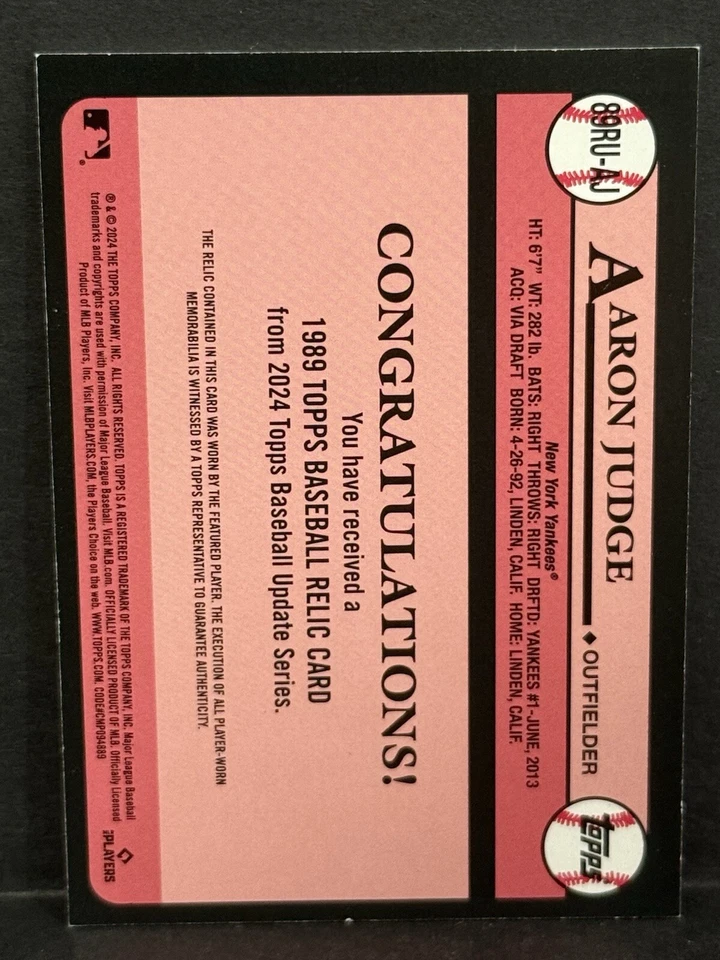 89RU-AJ
AARON JUDGE ◆ OUTFIELDER
topps
New York Yankees®
HT: 6'7" WT: 282 lb. BATS: RIGHT THROWS: RIGHT DRFTD: YANKEES #1-JUNE, 2013
ACQ: VIA DRAFT BORN: 4-26-92, LINDEN, CALIF. HOME: LINDEN, CALIF.
CONGRATULATIONS!
You have received a
1989 TOPPS BASEBALL RELIC CARD
from 2024 Topps Baseball Update Series.
THE RELIC CONTAINED IN THIS CARD WAS WORN BY THE FEATURED PLAYER. THE EXECUTION OF ALL PLAYER-WORN
MEMORABILIA IS WITNESSED BY A TOPPS REPRESENTATIVE TO GUARANTEE AUTHENTICITY.
® & © 2024 THE TOPPS COMPANY, INC. ALL RIGHTS RESERVED. TOPPS IS A REGISTERED TRADEMARK OF THE TOPPS COMPANY, INC. Major League Baseball
trademarks and copyrights are used with permission of Major League Baseball. Visit MLB.com. OFFICIALLY LICENSED PRODUCT OF MLB. Officially Licensed
Product of MLB Players, Inc. Visit MLBPLAYERS.COM, the Players Choice on the web. WWW.TOPPS.COM. CODE#CMP094889
®
PLAYERS